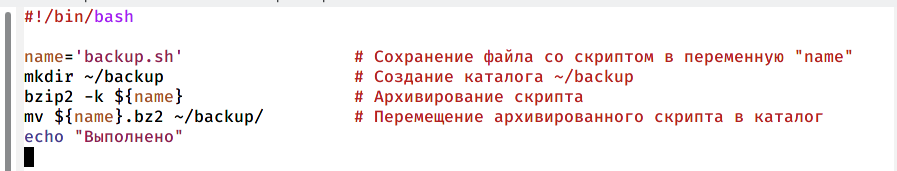 #!/bin/bash
name='backup.sh' # Сохранение файла со скриптом в переменную "name"
mkdir ~/backup # Создание каталога ~/backup
bzip2 -k ${name} # Архивирование скрипта
mv ${name}.bz2 ~/backup/ # Перемещение архивированного скрипта в каталог
echo "Выполнено"